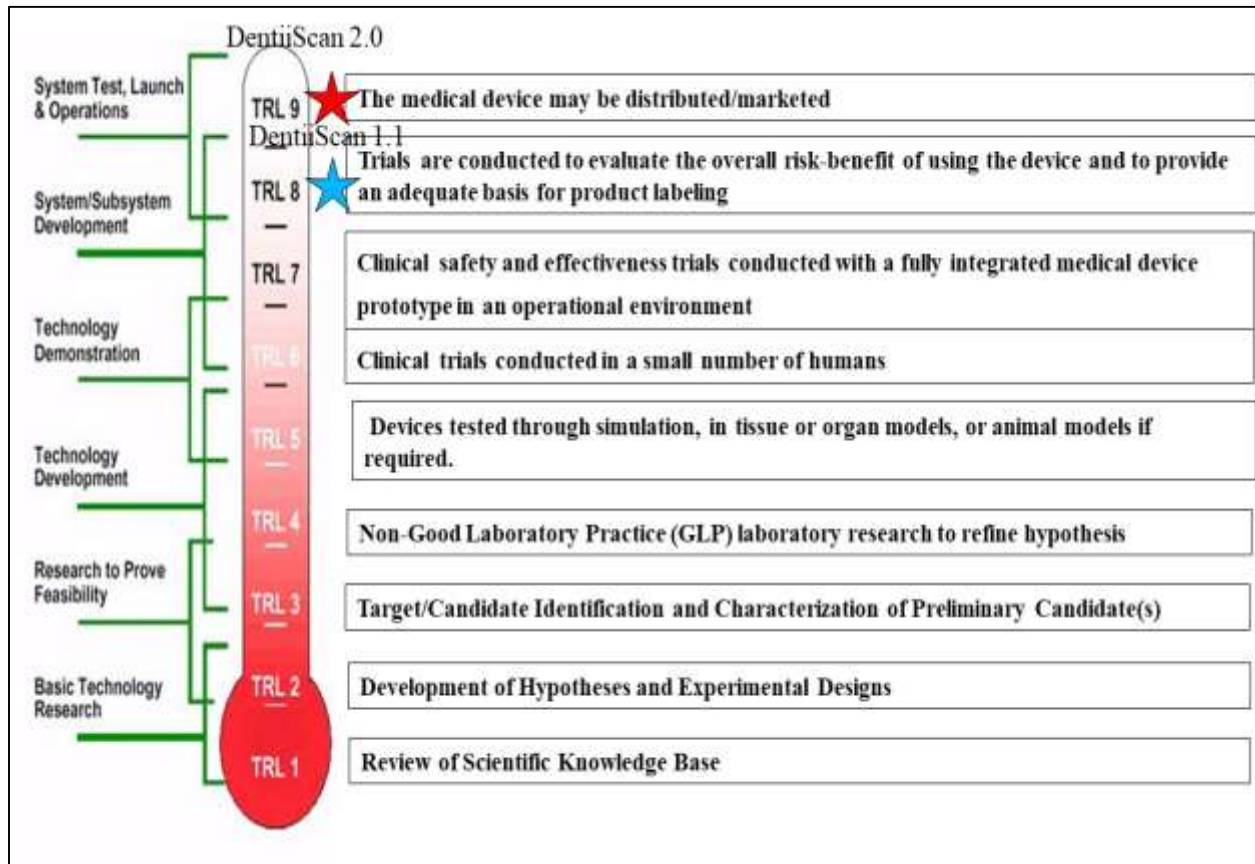 DentiiScan 2.0
System Test, Launch
& Operations
TRL 9
The medical device may be distributed/marketed
DentiiScan 1.1
System/Subsystem
Development
TRL 8
Trials are conducted to evaluate the overall risk-benefit of using the device and to provide
an adequate basis for product labeling
TRL 7
Clinical safety and effectiveness trials conducted with a fully integrated medical device
prototype in an operational environment
Technology
Demonstration
TRL 6
Clinical trials conducted in a small number of humans
Technology
Development
TRL 5
Devices tested through simulation, in tissue or organ models, or animal models if
required.
TRL 4
Non-Good Laboratory Practice (GLP) laboratory research to refine hypothesis
Research to Prove
Feasibility
TRL 3
Target/Candidate Identification and Characterization of Preliminary Candidate(s)
Basic Technology
Research
TRL 2
Development of Hypotheses and Experimental Designs
TRL 1
Review of Scientific Knowledge Base